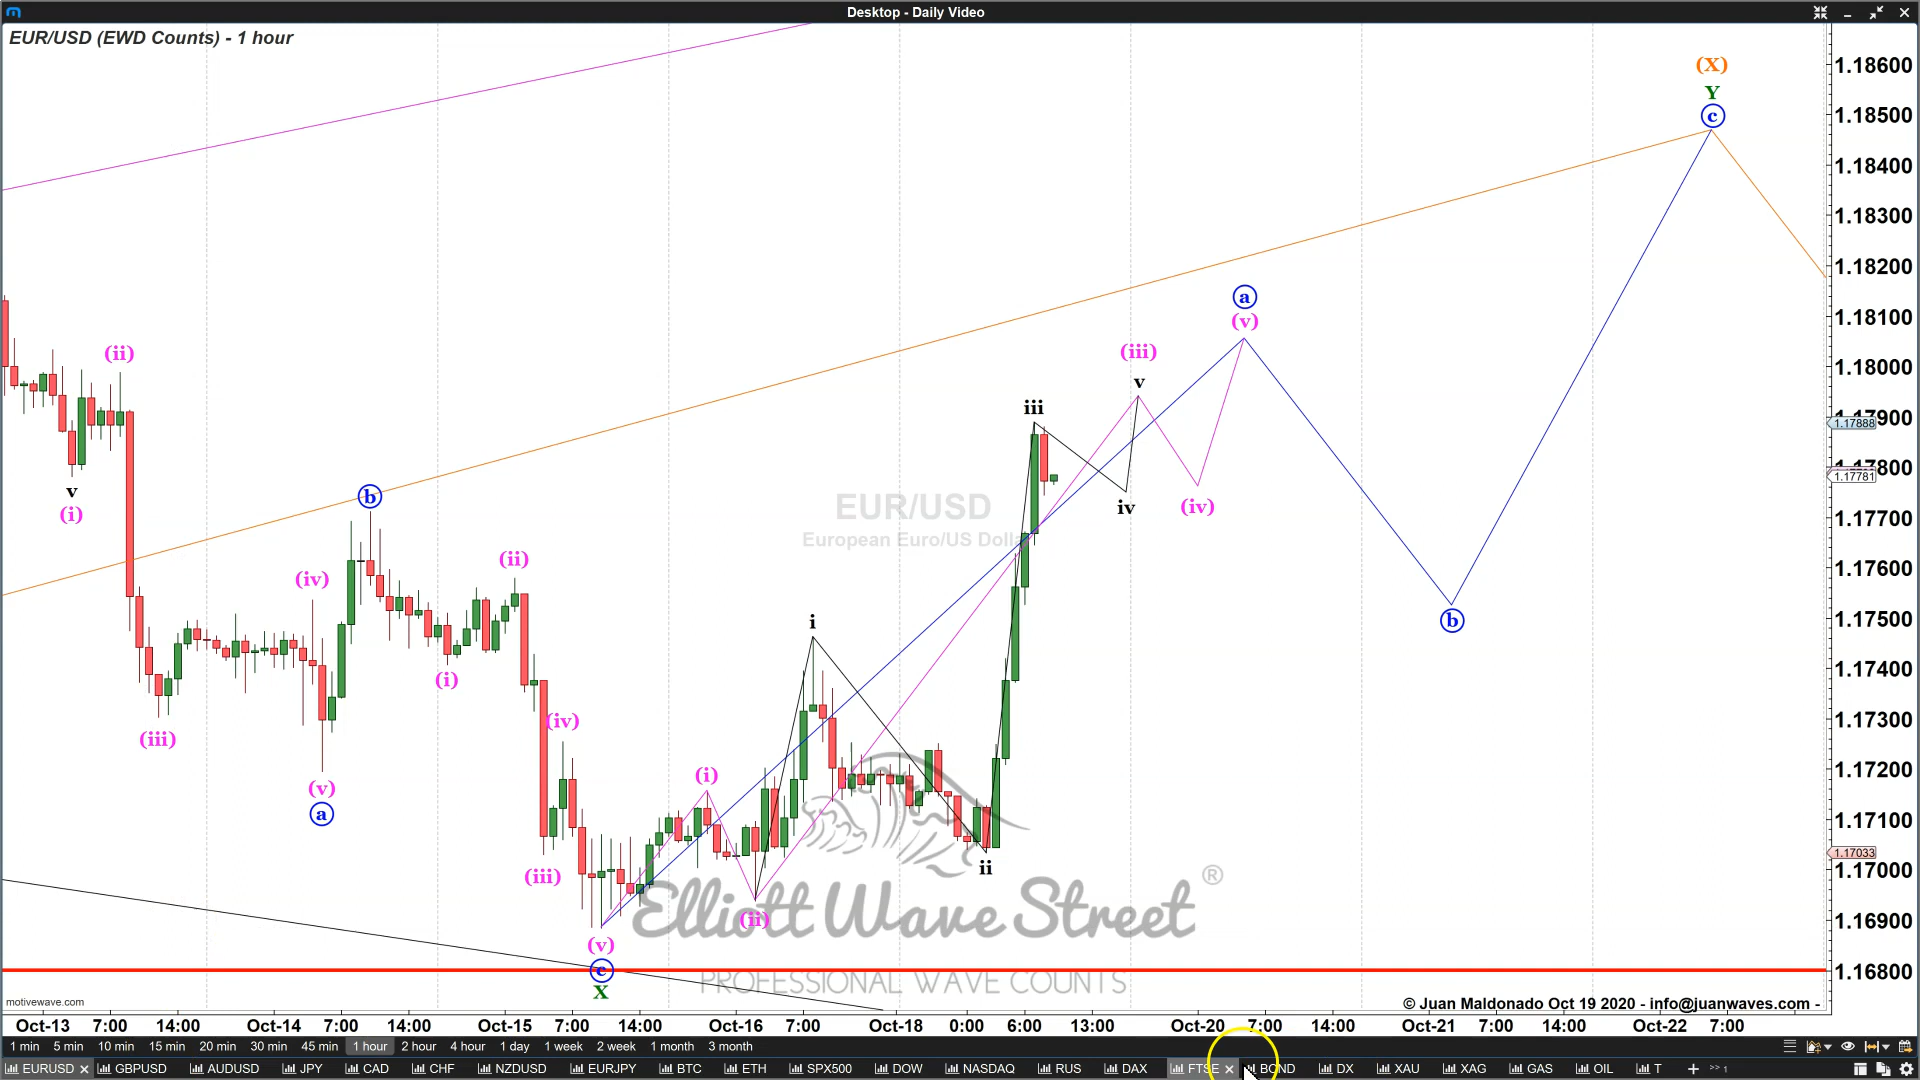 Desktop - Daily Video
EUR/USD (EWD Counts) - 1 hour
(X)
Y
c
1.18600
1.18500
1.18400
1.18300
1.18200
1.18100
1.18000
1.17900
1.17888
1.17800
1.17781
1.17700
1.17600
1.17500
1.17400
1.17300
1.17200
1.17100
1.17033
1.17000
1.16900
1.16800
a
(v)
(iii)
v
iii
(ii)
b
v
(i)
iv
(iv)
EUR/USD
European Euro/US Dolla
(ii)
(iv)
i
b
(i)
(iv)
(iii)
(i)
(v)
a
(iii)
ii
(ii)
Elliott Wave Street ®
PROFESSIONAL WAVE COUNTS
(v)
c
X
motivewave.com
© Juan Maldonado Oct 19 2020 - info@juanwaves.com -
Oct-13 7:00 14:00 Oct-14 7:00 14:00 Oct-15 7:00 14:00 Oct-16 7:00 Oct-18 0:00 6:00 13:00 Oct-20 7:00 14:00 Oct-21 7:00 14:00 Oct-22 7:00
1 min 5 min 10 min 15 min 20 min 30 min 45 min 1 hour 2 hour 4 hour 1 day 1 week 2 week 1 month 3 month
EURUSD GBPUSD AUDUSD JPY CAD CHF NZDUSD EURJPY BTC ETH SPX500 DOW NASDAQ RUS DAX FTSE BOND DX XAU XAG GAS OIL T + >> 1